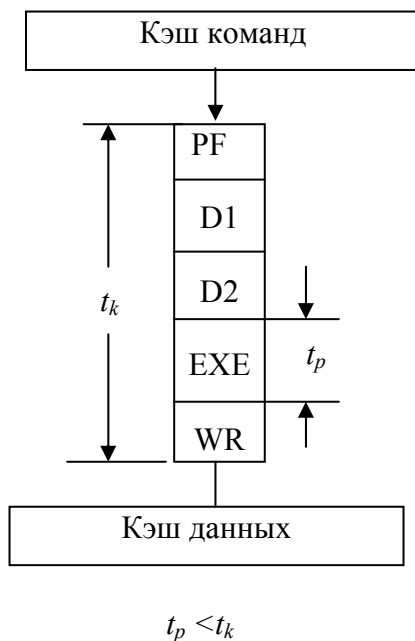 Кэш команд
PF
D1
D2
t_k
EXE
t_p
WR
Кэш данных
t_p <t_k